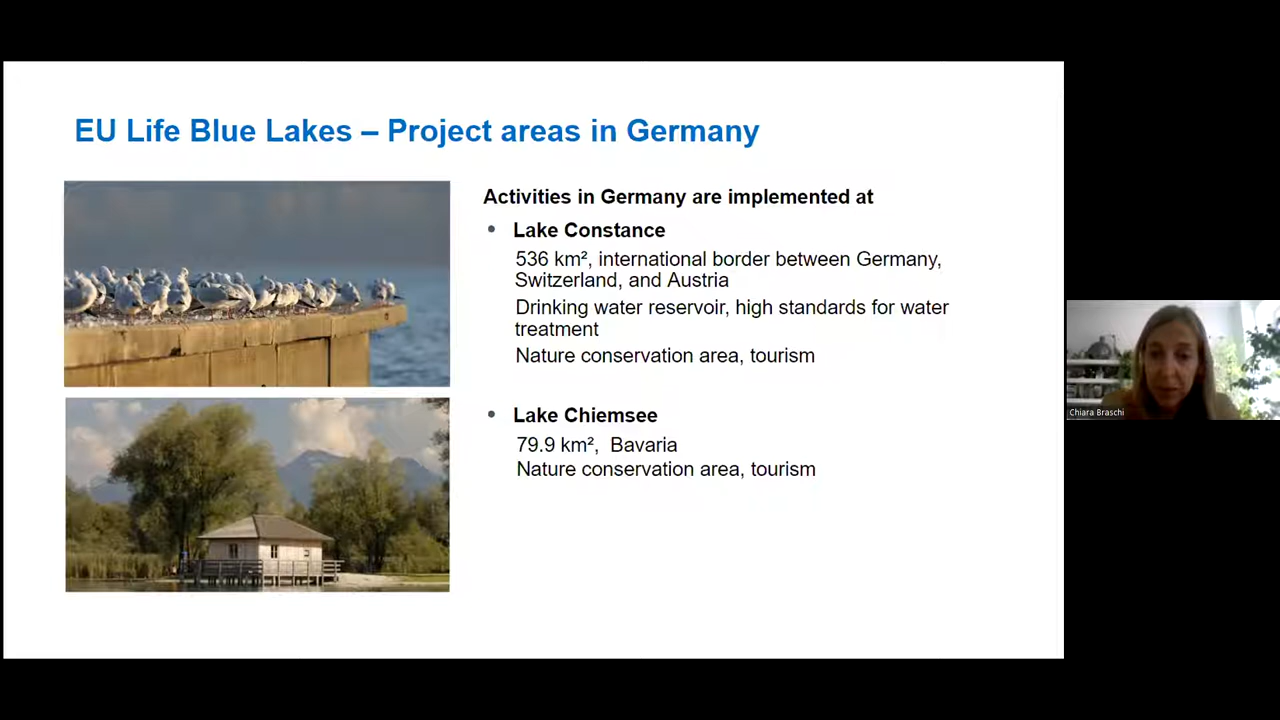 EU Life Blue Lakes – Project areas in Germany
Activities in Germany are implemented at
• Lake Constance
536 km², international border between Germany,
Switzerland, and Austria
Drinking water reservoir, high standards for water
treatment
Nature conservation area, tourism
• Lake Chiemsee
79.9 km², Bavaria
Nature conservation area, tourism
Chiara Braschi